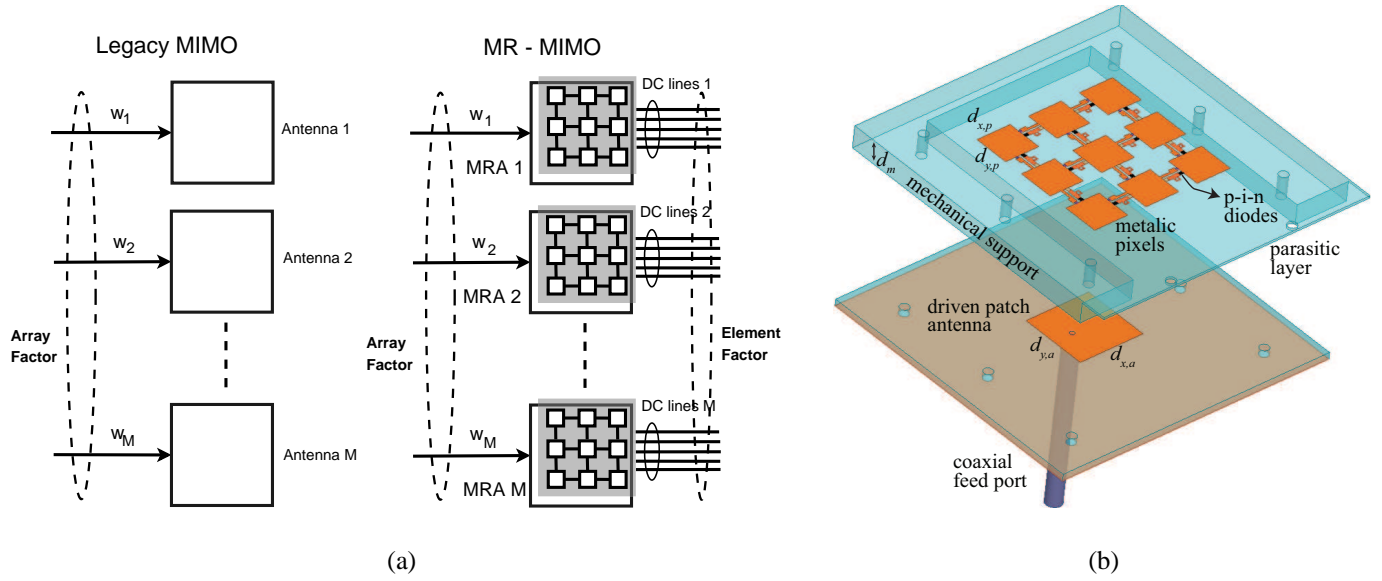 Legacy MIMO
w1
Antenna 1
w2
Antenna 2
Array
Factor
wM
Antenna M
MR - MIMO
DC lines 1
w1
MRA 1
DC lines 2
w2
MRA 2
Array
Factor
Element
Factor
DC lines M
wM
MRA M
(a)
dx,p
dy,p
dm
mechanical support
metalic
pixels
p-i-n
diodes
parasitic
layer
driven patch
antenna
dy,a
dx,a
coaxial
feed port
(b)